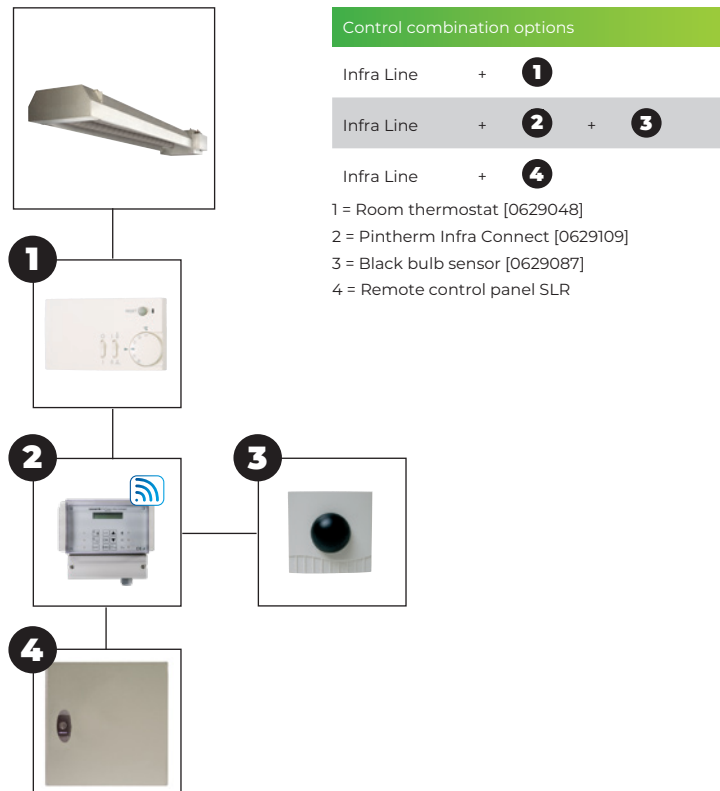 Control combination options
Infra Line + 1
Infra Line + 2 + 3
Infra Line + 4
1 = Room thermostat [0629048]
2 = Pintherm Infra Connect [0629109]
3 = Black bulb sensor [0629087]
4 = Remote control panel SLR
1
2
3
4